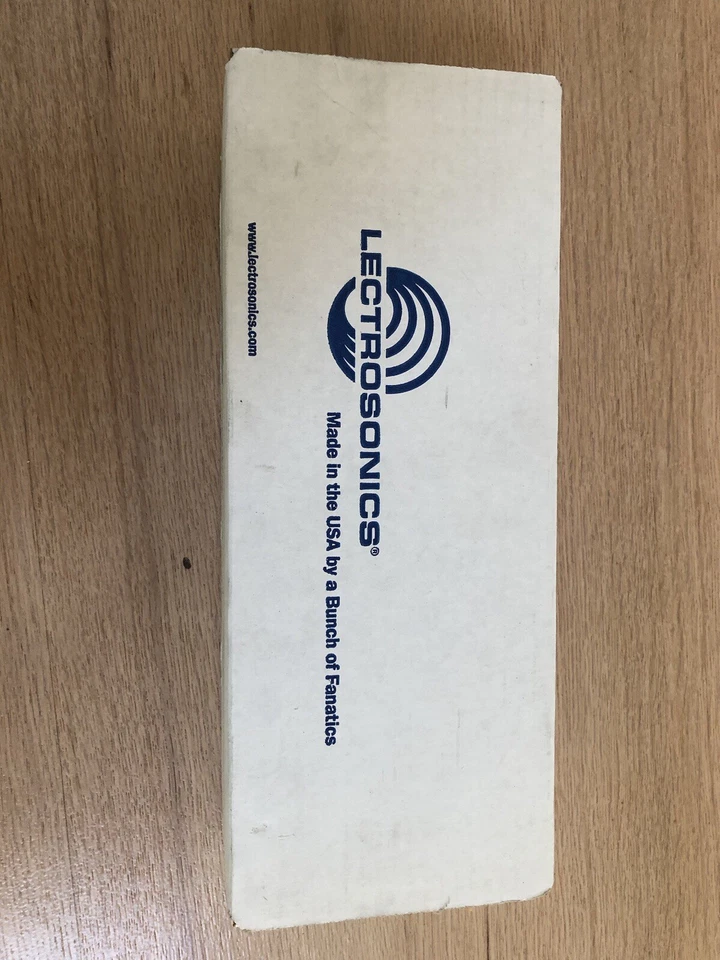 LECTROSONICS®
Made in the USA by a Bunch of Fanatics
www.lectrosonics.com